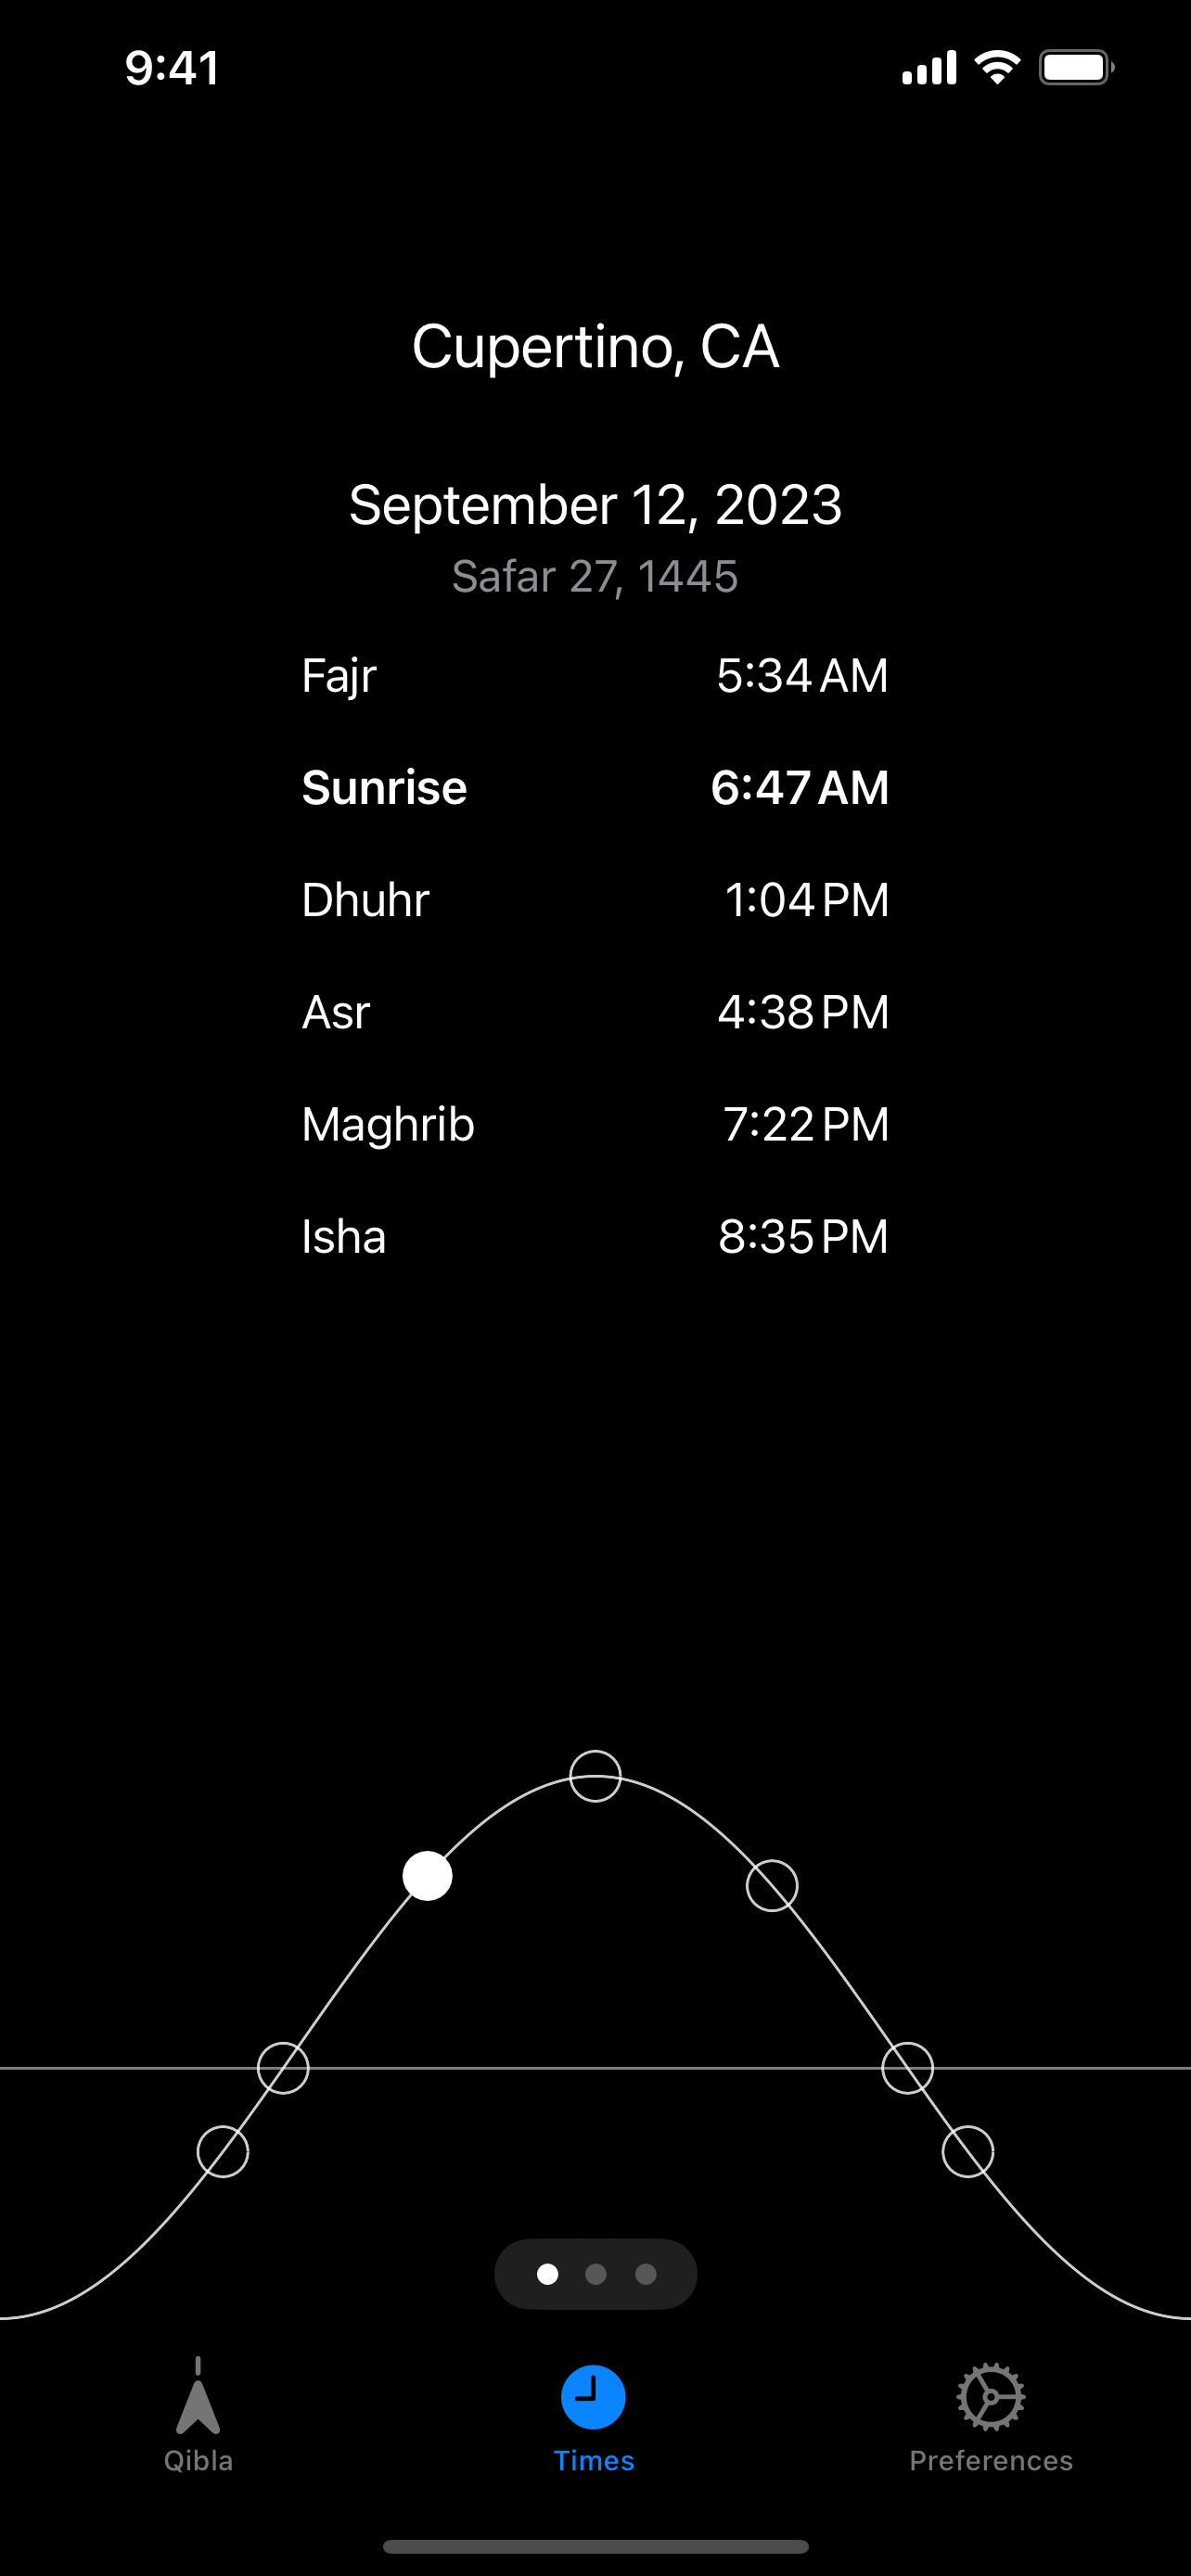 9:41
Cupertino, CA
September 12, 2023
Safar 27, 1445
Fajr 5:34 AM
Sunrise 6:47 AM
Dhuhr 1:04 PM
Asr 4:38 PM
Maghrib 7:22 PM
Isha 8:35 PM
Qibla Times Preferences